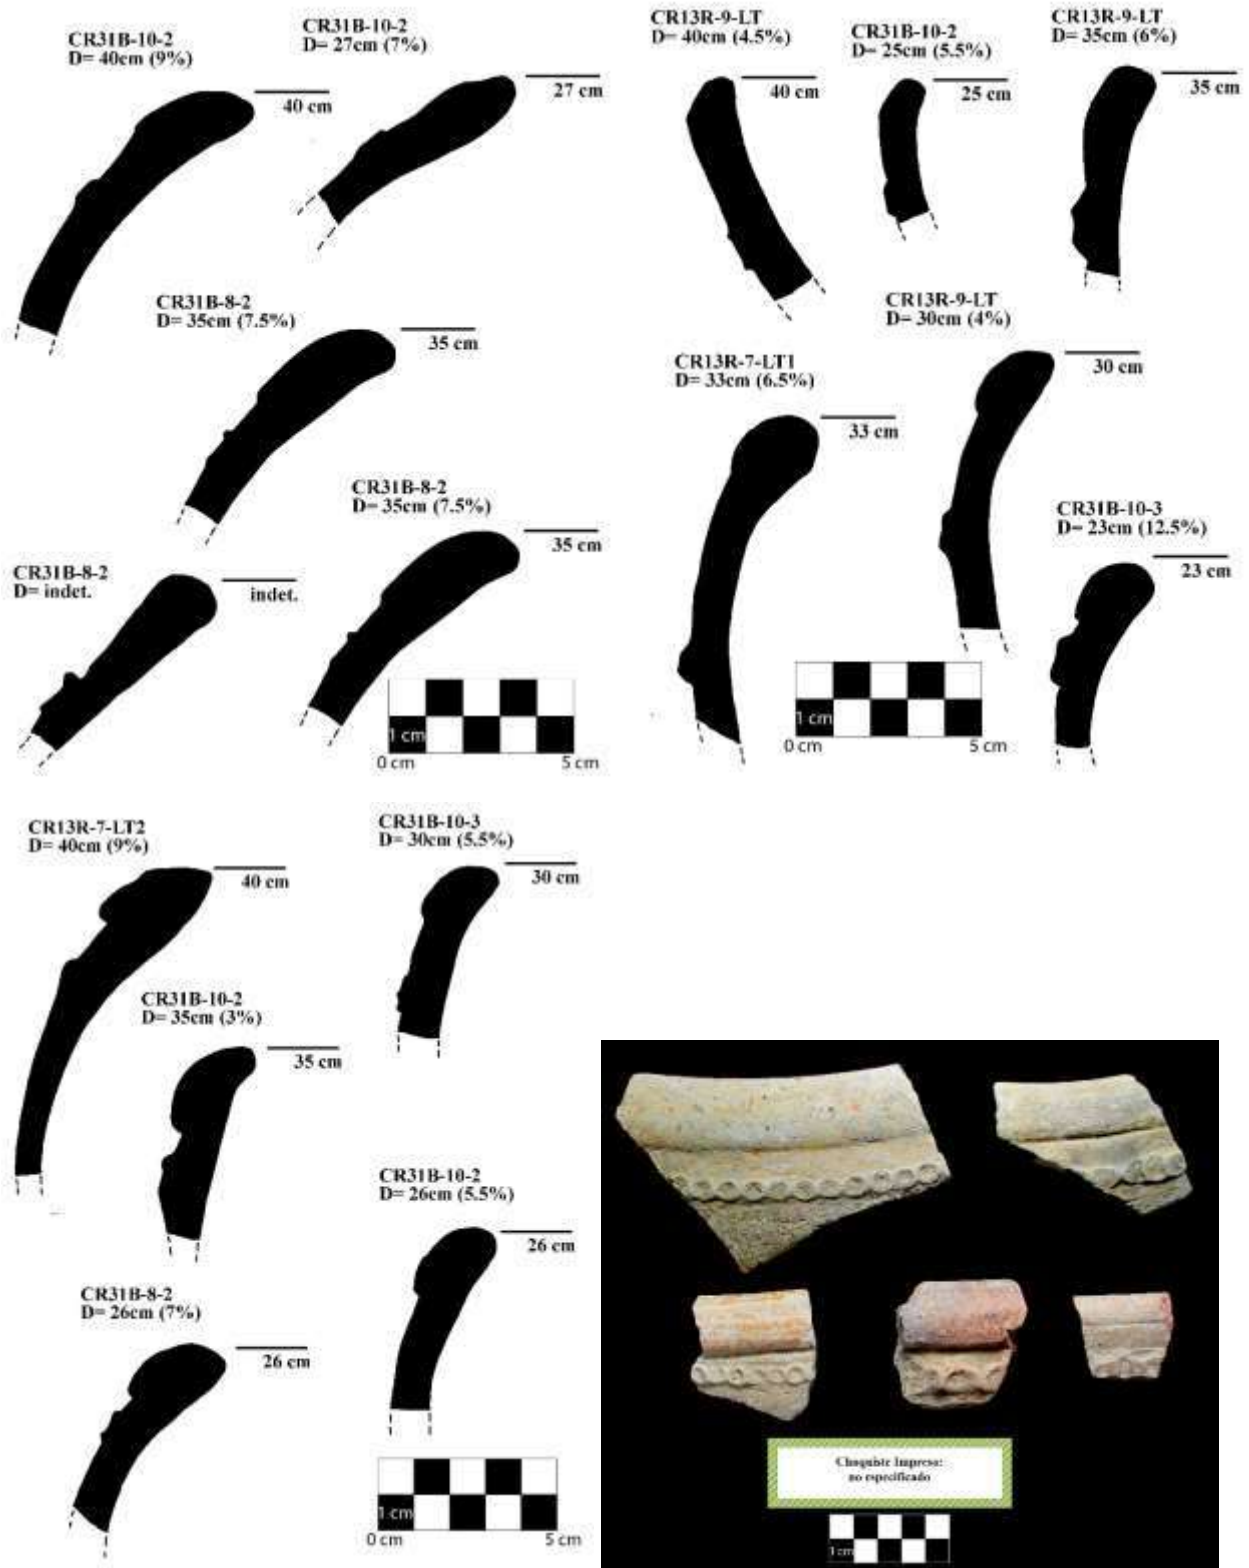 CR31B-10-2
D= 40cm (9%)
40 cm
CR31B-10-2
D= 27cm (7%)
27 cm
CR31B-8-2
D= 35cm (7.5%)
35 cm
CR31B-8-2
D= 35cm (7.5%)
35 cm
CR31B-8-2
D= indet.
indet.
1 cm
0 cm
5 cm
CR13R-9-LT
D= 40cm (4.5%)
40 cm
CR31B-10-2
D= 25cm (5.5%)
25 cm
CR13R-9-LT
D= 35cm (6%)
35 cm
CR13R-9-LT
D= 30cm (4%)
30 cm
CR13R-7-LT1
D= 33cm (6.5%)
33 cm
CR31B-10-3
D= 23cm (12.5%)
23 cm
1 cm
0 cm
5 cm
CR13R-7-LT2
D= 40cm (9%)
40 cm
CR31B-10-3
D= 30cm (5.5%)
30 cm
CR31B-10-2
D= 35cm (3%)
35 cm
CR31B-10-2
D= 26cm (5.5%)
26 cm
CR31B-8-2
D= 26cm (7%)
26 cm
1 cm
0 cm
5 cm
Chaquiste Impreso:
no especificado
1cm